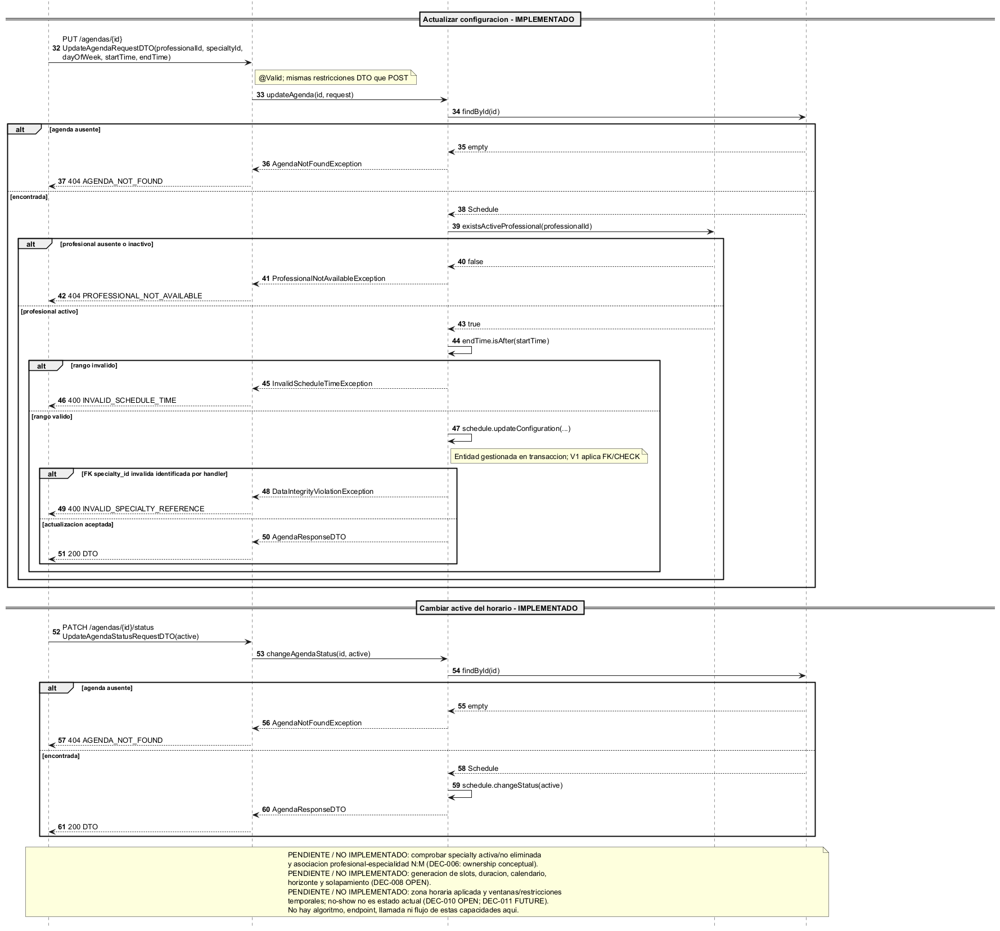 Actualizar configuracion - IMPLEMENTADO
PUT /agendas/{id}
32 UpdateAgendaRequestDTO(professionalId, specialtyId,
dayOfWeek, startTime, endTime)
@Valid; mismas restricciones DTO que POST
33 updateAgenda(id, request)
34 findById(id)
alt [agenda ausente]
35 empty
36 AgendaNotFoundException
37 404 AGENDA_NOT_FOUND
[encontrada]
38 Schedule
39 existsActiveProfessional(professionalId)
alt [profesional ausente o inactivo]
40 false
41 ProfessionalNotAvailableException
42 404 PROFESSIONAL_NOT_AVAILABLE
[profesional activo]
43 true
44 endTime.isAfter(startTime)
alt [rango invalido]
45 InvalidScheduleTimeException
46 400 INVALID_SCHEDULE_TIME
[rango valido]
47 schedule.updateConfiguration(...)
Entidad gestionada en transaccion; V1 aplica FK/CHECK
alt [FK specialty_id invalida identificada por handler]
48 DataIntegrityViolationException
49 400 INVALID_SPECIALTY_REFERENCE
[actualizacion aceptada]
50 AgendaResponseDTO
51 200 DTO
Cambiar active del horario - IMPLEMENTADO
52 PATCH /agendas/{id}/status
UpdateAgendaStatusRequestDTO(active)
53 changeAgendaStatus(id, active)
54 findById(id)
alt [agenda ausente]
55 empty
56 AgendaNotFoundException
57 404 AGENDA_NOT_FOUND
[encontrada]
58 Schedule
59 schedule.changeStatus(active)
60 AgendaResponseDTO
61 200 DTO
PENDIENTE / NO IMPLEMENTADO: comprobar specialty activa/no eliminada
y asociacion profesional-especialidad N:M (DEC-006: ownership conceptual).
PENDIENTE / NO IMPLEMENTADO: generacion de slots, duracion, calendario,
horizonte y solapamiento (DEC-008 OPEN).
PENDIENTE / NO IMPLEMENTADO: zona horaria aplicada y ventanas/restricciones
temporales; no-show no es estado actual (DEC-010 OPEN; DEC-011 FUTURE).
No hay algoritmo, endpoint, llamada ni flujo de estas capacidades aqui.